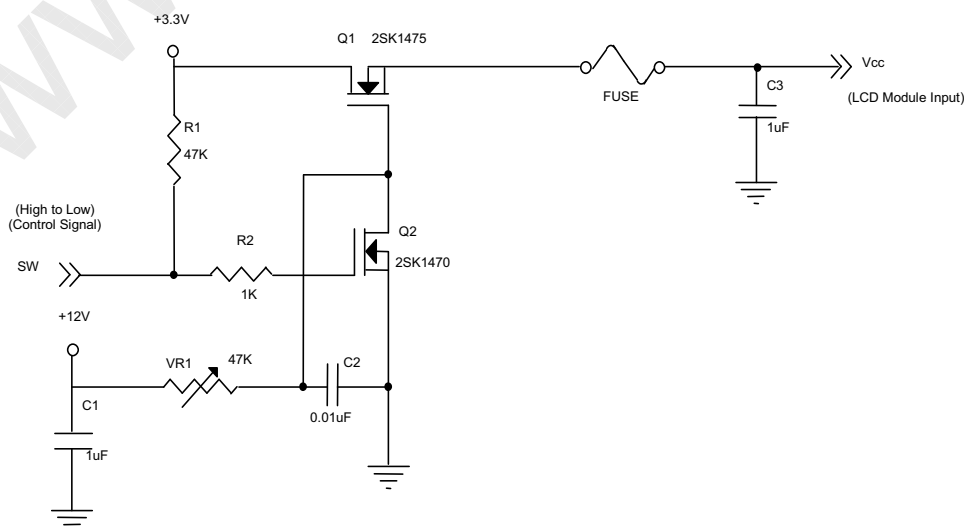 +3.3V
Q1 2SK1475
Vcc
C3
(LCD Module Input)
FUSE
1uF
R1
47K
(High to Low)
(Control Signal)
Q2
R2
SW
2SK1470
1K
+12V
VR1 47K
C2
C1
0.01uF
1uF